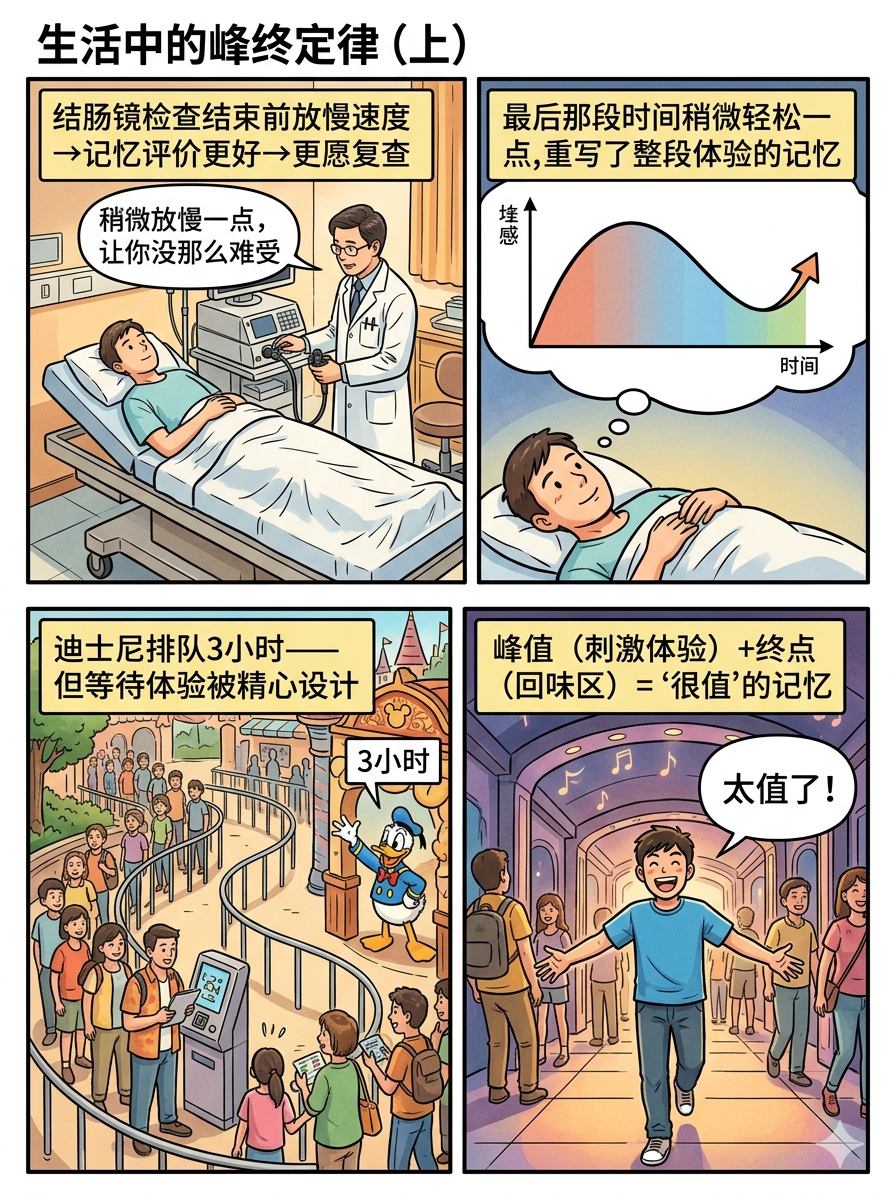 生活中的峰终定律（上）
结肠镜检查结束前放慢速度
→记忆评价更好→更愿复查
稍微放慢一点，
让你没那么难受
最后那段时间稍微轻松一
点,重写了整段体验的记忆
感
时间
迪士尼排队3小时——
但等待体验被精心设计
3小时
峰值（刺激体验）+终点
（回味区）= ‘很值’的记忆
太值了！